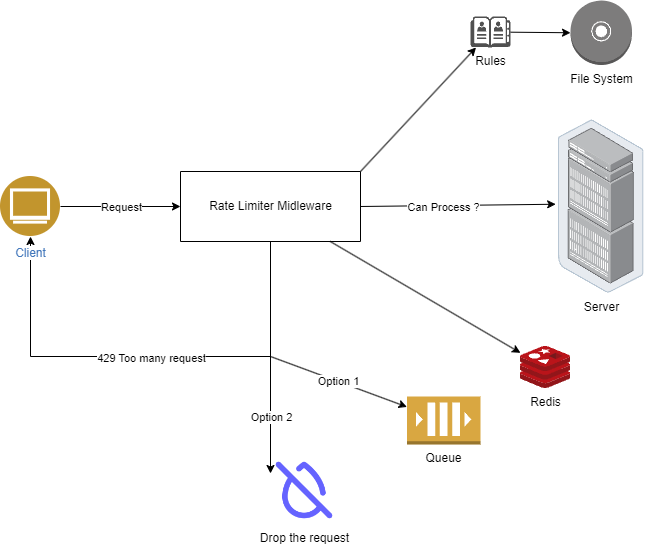 Rules
File System
Request
Rate Limiter Midleware
Can Process ?
Client
Server
429 Too many request
Option 1
Redis
Option 2
Queue
Drop the request